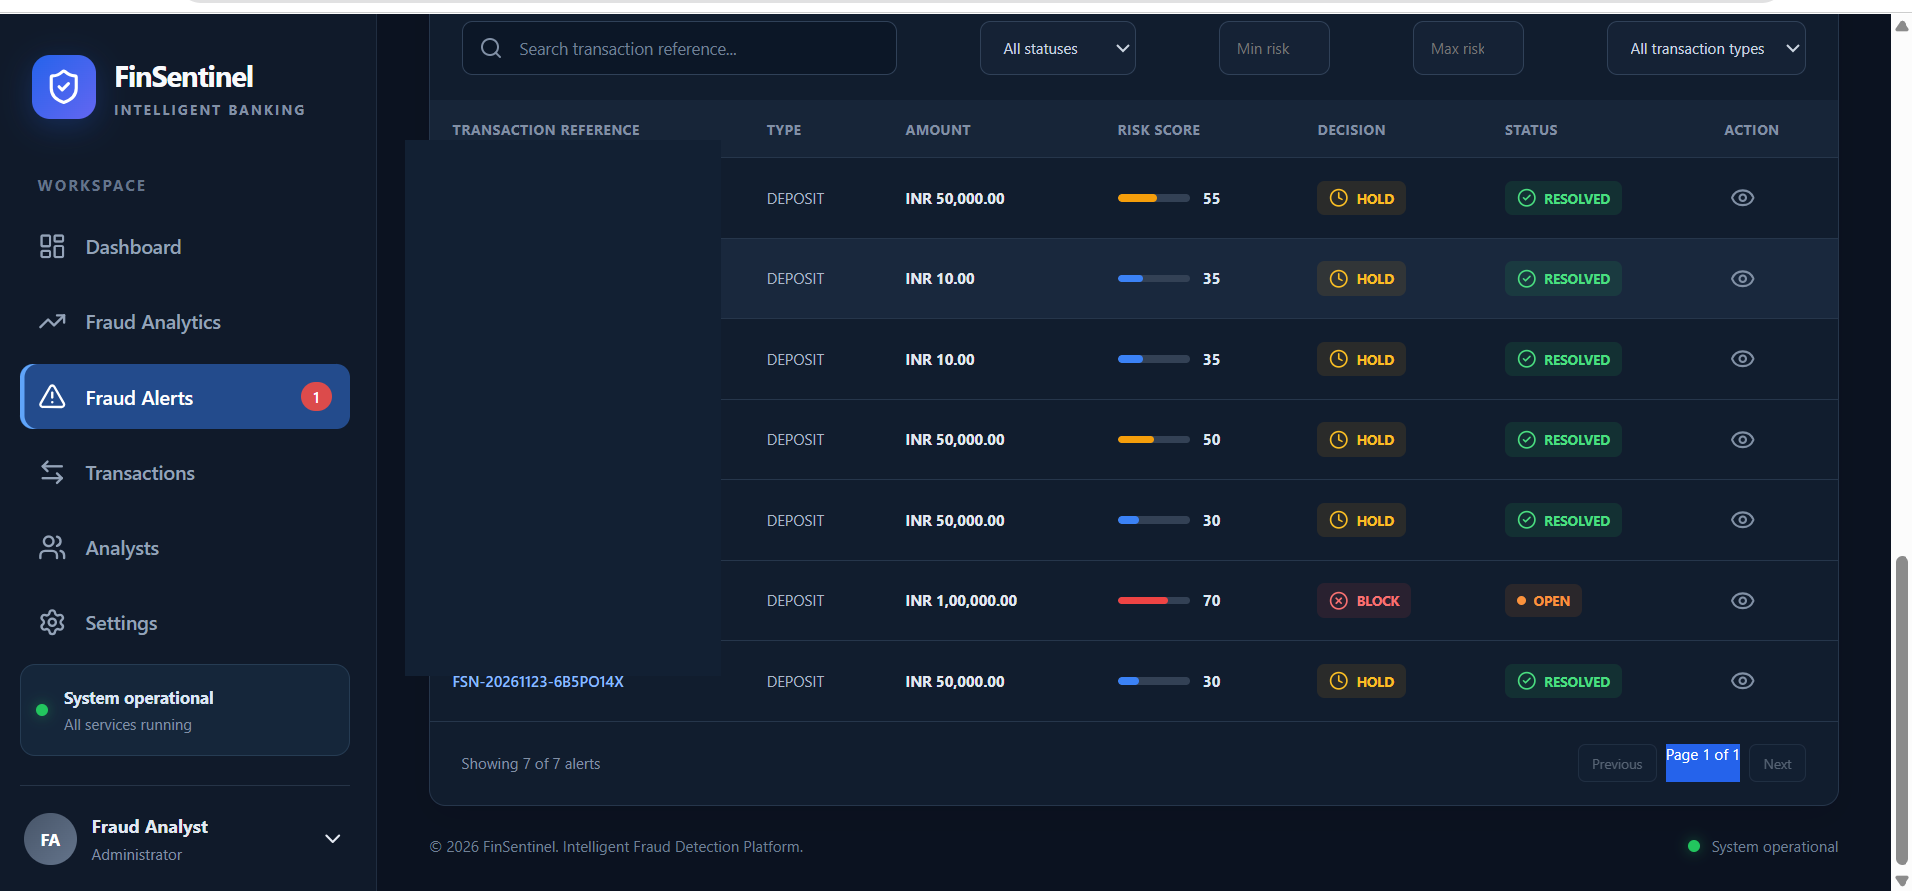 FinSentinel
INTELLIGENT BANKING
WORKSPACE
Dashboard
Fraud Analytics
Fraud Alerts 1
Transactions
Analysts
Settings
System operational
All services running
FA
Fraud Analyst
Administrator
Search transaction reference... All statuses Min risk Max risk All transaction types
TRANSACTION REFERENCE TYPE AMOUNT RISK SCORE DECISION STATUS ACTION
DEPOSIT INR 50,000.00 55 HOLD RESOLVED
DEPOSIT INR 10.00 35 HOLD RESOLVED
DEPOSIT INR 10.00 35 HOLD RESOLVED
DEPOSIT INR 50,000.00 50 HOLD RESOLVED
DEPOSIT INR 50,000.00 30 HOLD RESOLVED
DEPOSIT INR 1,00,000.00 70 BLOCK OPEN
FSN-20261123-6B5PO14X DEPOSIT INR 50,000.00 30 HOLD RESOLVED
Showing 7 of 7 alerts Previous Page 1 of 1 Next
© 2026 FinSentinel. Intelligent Fraud Detection Platform. System operational